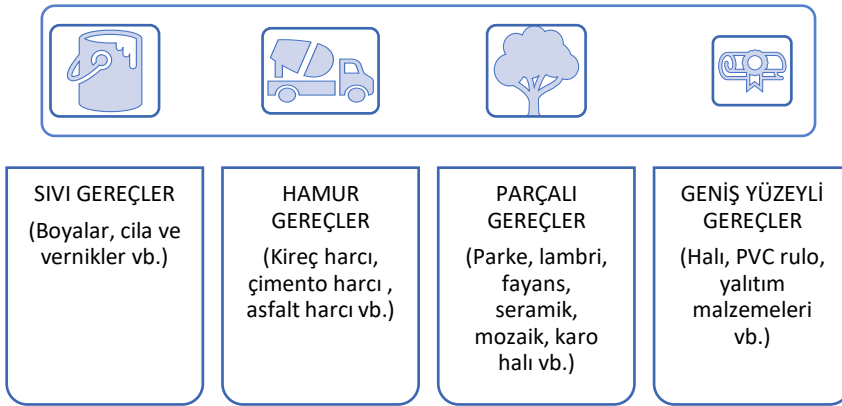 SIVI GEREÇLER
(Boyalar, cila ve
vernikler vb.)
HAMUR
GEREÇLER
(Kireç harcı,
çimento harcı ,
asfalt harcı vb.)
PARÇALI
GEREÇLER
(Parke, lambri,
fayans,
seramik,
mozaik, karo
halı vb.)
GENİŞ YÜZEYLİ
GEREÇLER
(Halı, PVC rulo,
yalıtım
malzemeleri
vb.)